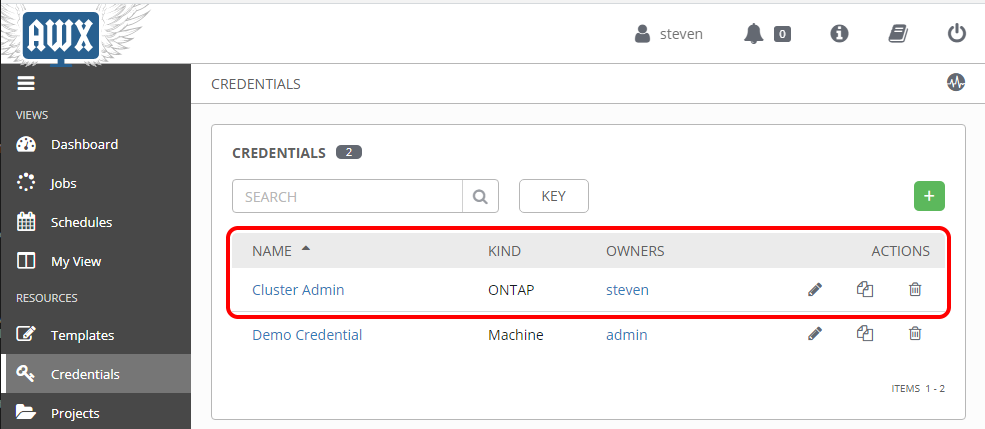 AWX
steven 0
CREDENTIALS
VIEWS
Dashboard
Jobs
Schedules
My View
RESOURCES
Templates
Credentials
Projects
CREDENTIALS 2
SEARCH KEY +
NAME KIND OWNERS ACTIONS
Cluster Admin ONTAP steven
Demo Credential Machine admin
ITEMS 1 - 2